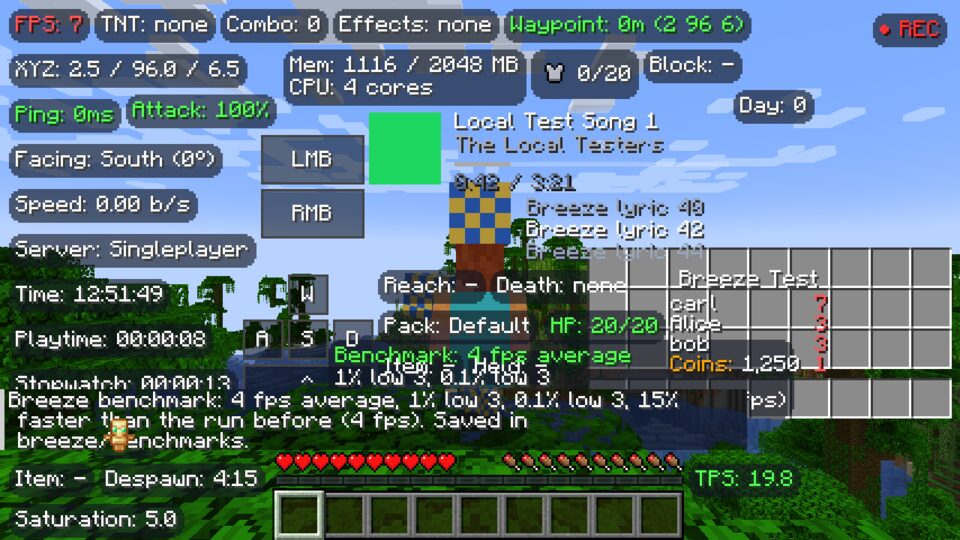 FPS: 7
TNT: none
Combo: 0
Effects: none
Waypoint: 0m (2 96 6)
REC
XYZ: 2.5 / 96.0 / 6.5
Mem: 1116 / 2048 MB
CPU: 4 cores
0/20
Block: -
Day: 0
Ping: 0ms
Attack: 100%
Local Test Song 1
The Local Testers
Facing: South (0°)
LMB
0:42 / 3:21
Speed: 0.00 b/s
RMB
Breeze lyric 40
Breeze lyric 42
Breeze lyric 44
Server: Singleplayer
Breeze Test
Reach: -
Death: none
Time: 12:51:49
W
carl 7
Alice 3
bob 3
Coins: 1,250 1
Pack: Default
HP: 20/20
Playtime: 00:00:08
A
S
D
Benchmark: 4 fps average
Item:
Held
1% low 3, 0.1% low 3
Stopwatch: 00:00:13
Breeze benchmark: 4 fps average, 1% low 3, 0.1% low 3, 15%
fps)
faster than the run before (4 fps). Saved in
breeze/benchmarks.
Item: -
Despawn: 4:15
TPS: 19.8
Saturation: 5.0